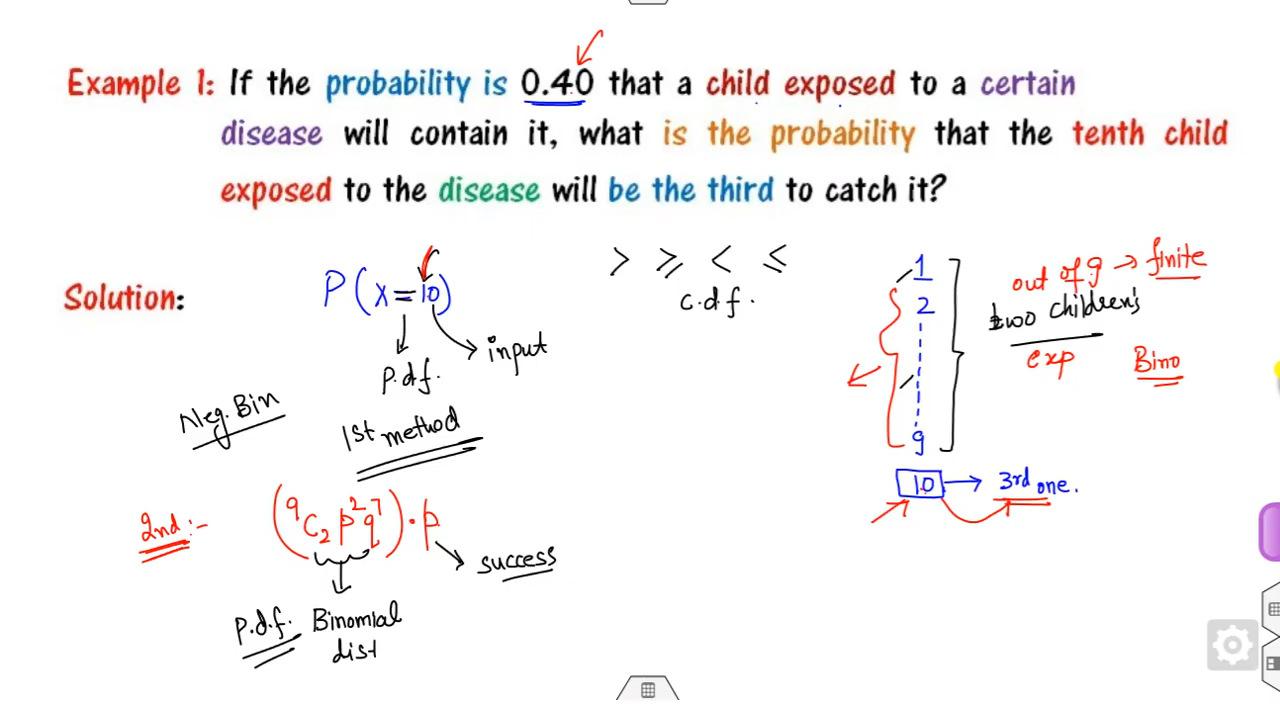 Example 1: If the probability is 0.40 that a child exposed to a certain
disease will contain it, what is the probability that the tenth child
exposed to the disease will be the third to catch it?
Solution:
P(x=10)
p.d.f.
input
Neg. Bin
1st method
2nd :-
(⁹C₂ p² q⁷) · p
success
p.d.f. Binomial
dist
> ≥ < ≤
c.d.f.
1
2
9
10 → 3rd one.
out of 9 → finite
two children's
exp
Bino